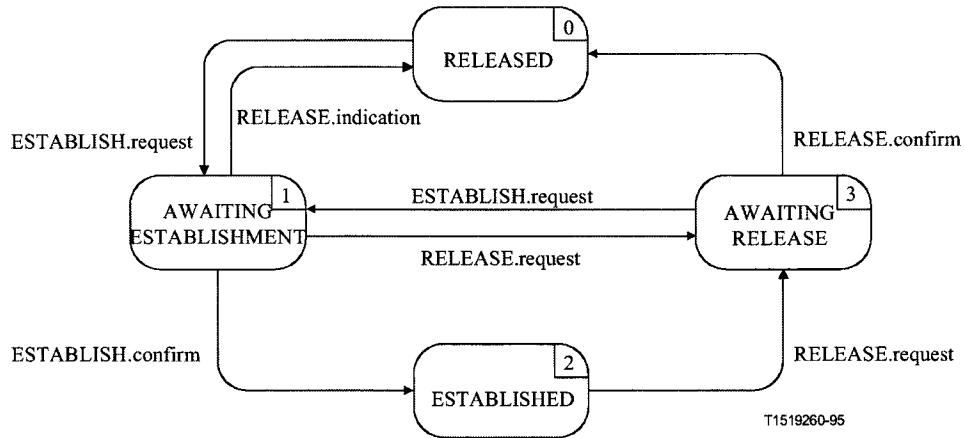 0
RELEASED
RELEASE.indication
ESTABLISH.request
RELEASE.confirm
1
AWAITING
ESTABLISHMENT
ESTABLISH.request
3
AWAITING
RELEASE
RELEASE.request
ESTABLISH.confirm
2
ESTABLISHED
RELEASE.request
T1519260-95